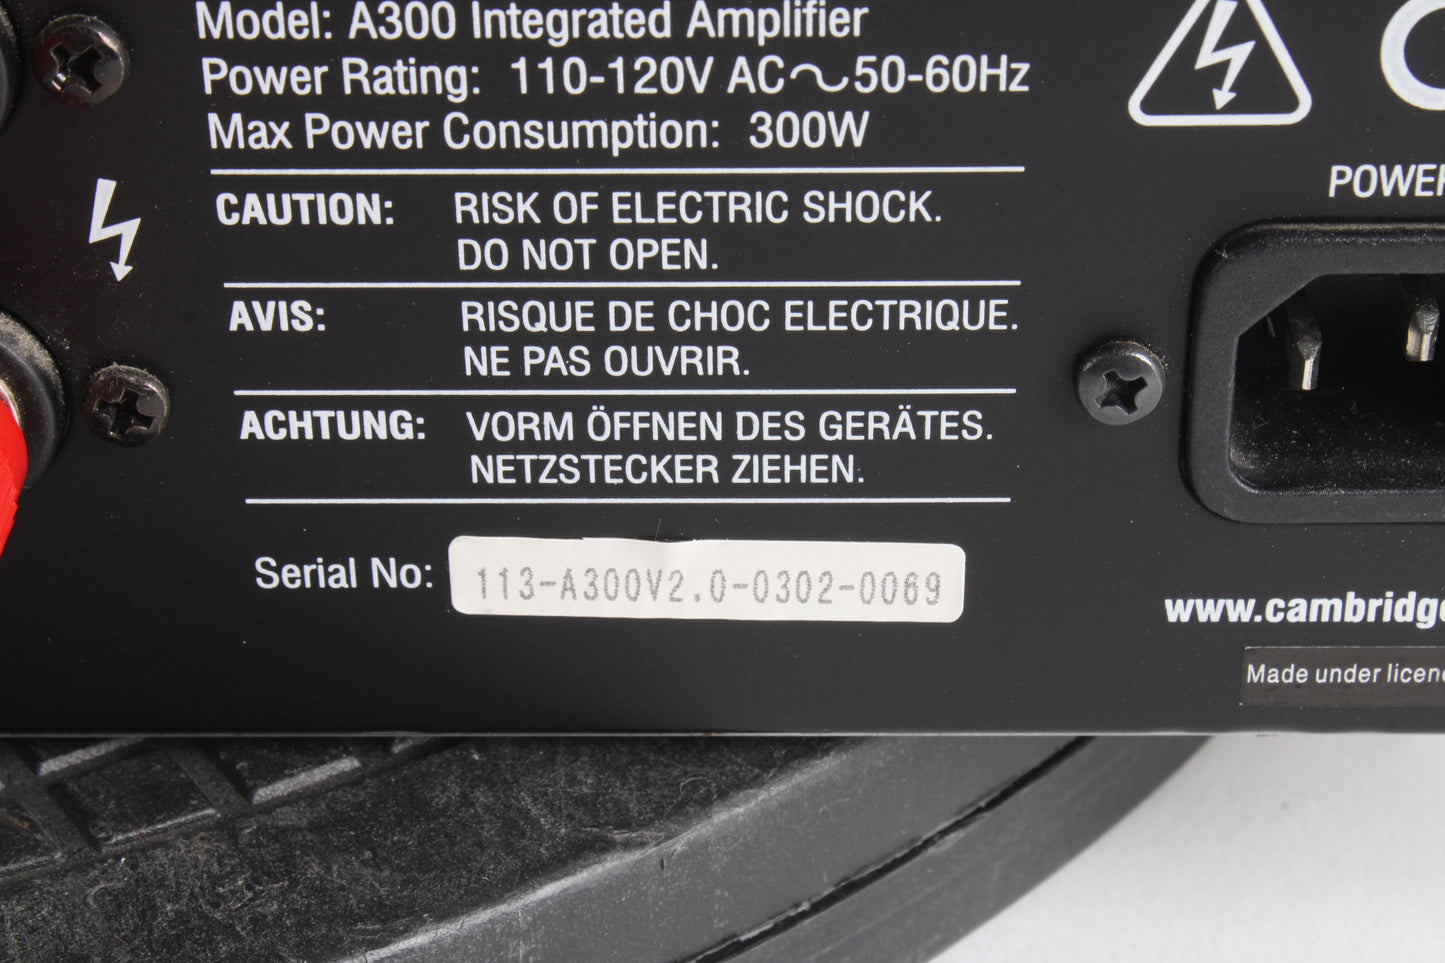 Model: A300 Integrated Amplifier
Power Rating: 110-120V AC～50-60Hz
Max Power Consumption: 300W
CAUTION: RISK OF ELECTRIC SHOCK.
DO NOT OPEN.
AVIS: RISQUE DE CHOC ELECTRIQUE.
NE PAS OUVRIR.
ACHTUNG: VORM ÖFFNEN DES GERÄTES.
NETZSTECKER ZIEHEN.
Serial No: 113-A300V2.0-0302-0069
POWER
www.cambridge
Made under licen